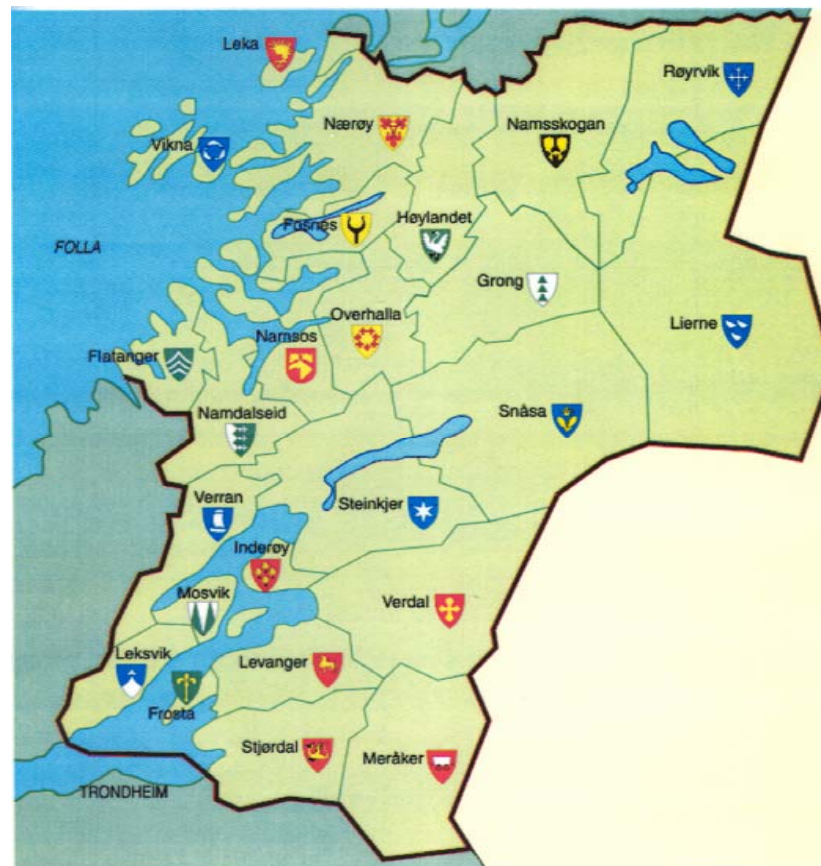 Leka
Røyrvik
Nærøy
Namsskogan
Vikna
Fosnes
Høylandet
FOLLA
Grong
Overhalla
Lierne
Namsos
Flatanger
Snåsa
Namdalseid
Verran
Steinkjer
Inderøy
Mosvik
Verdal
Leksvik
Levanger
Frosta
Stjørdal
Meråker
TRONDHEIM